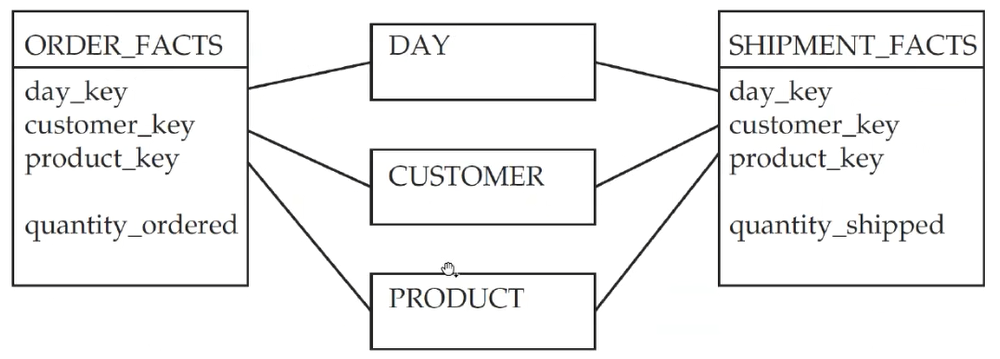 ORDER_FACTS
day_key
customer_key
product_key
quantity_ordered
DAY
CUSTOMER
PRODUCT
SHIPMENT_FACTS
day_key
customer_key
product_key
quantity_shipped